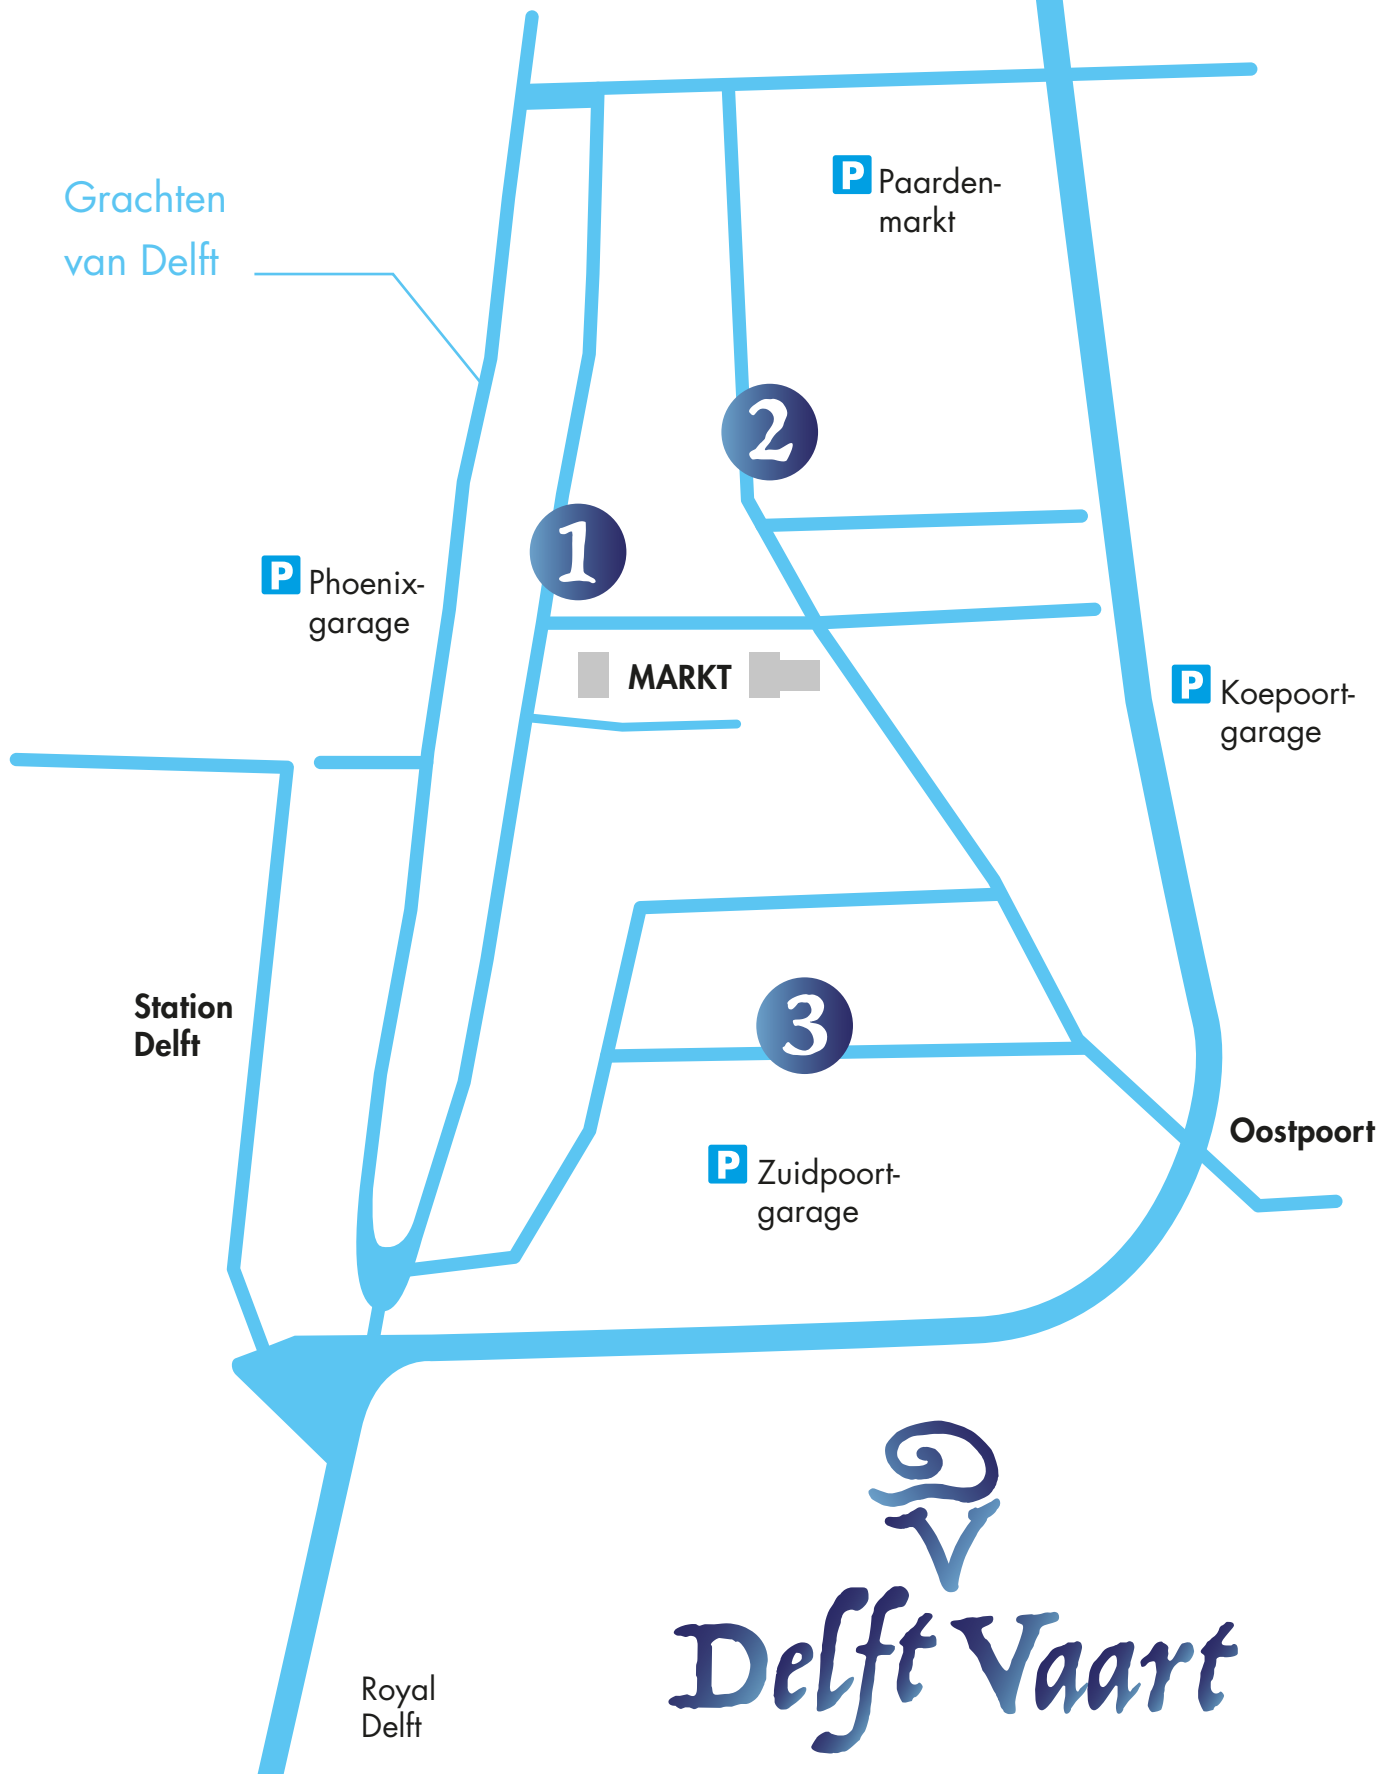 Grachten
van Delft
P Paarden-
markt
2
1
P Phoenix-
garage
MARKT
P Koepoort-
garage
Station
Delft
3
Oostpoort
P Zuidpoort-
garage
DV
Delft Vaart
Royal
Delft